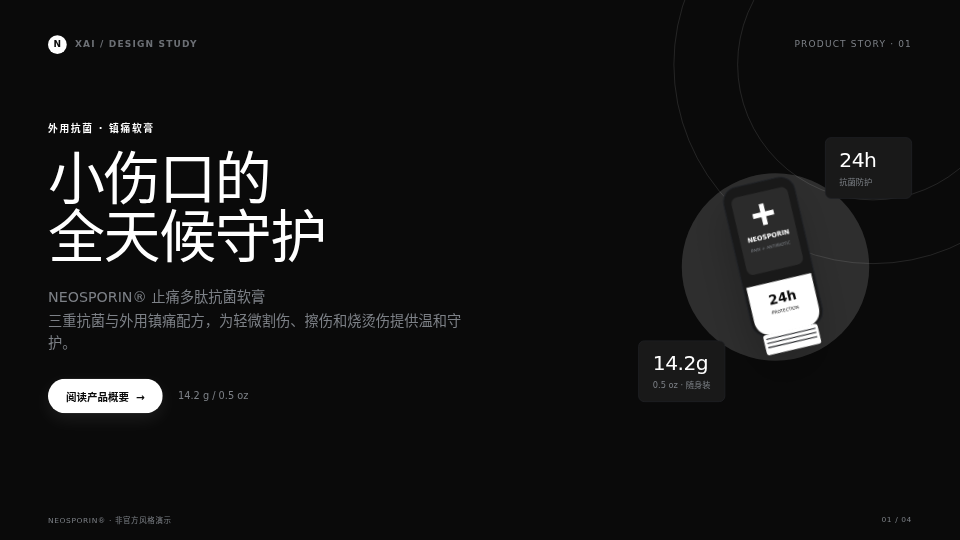 N
XAI / DESIGN STUDY
PRODUCT STORY · 01
外用抗菌 · 镇痛软膏
小伤口的
全天候守护
NEOSPORIN® 止痛多肽抗菌软膏
三重抗菌与外用镇痛配方，为轻微割伤、擦伤和烧烫伤提供温和守
护。
阅读产品概要 →
14.2 g / 0.5 oz
24h
抗菌防护
NEOSPORIN
PAIN + ANTIBIOTIC
24h
PROTECTION
14.2g
0.5 oz · 随身装
NEOSPORIN® · 非官方风格演示
01 / 04